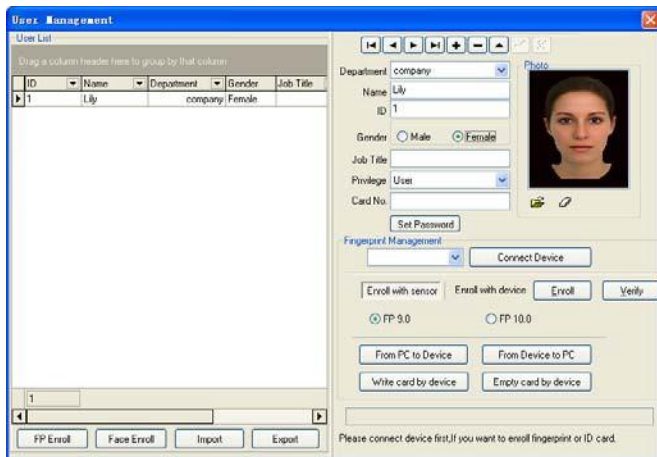 User Management
User List
Drag a column header here to group by that column
ID Name Department Gender Job Title
1 Lily company Female
1
FP Enroll Face Enroll Import Export
Department company
Name Lily
ID 1
Gender Male Female
Job Title
Privilege User
Card No.
Set Password
Photo
Fingerprint Management
Connect Device
Enroll with sensor Enroll with device Enroll Verify
FP 9.0 FP 10.0
From PC to Device From Device to PC
Write card by device Empty card by device
Please connect device first,If you want to enroll fingerprint or ID card.